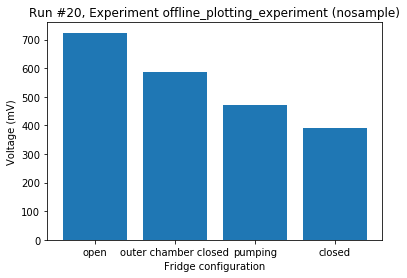 Run #20, Experiment offline_plotting_experiment (nosample)
700
600
500
400
300
200
100
0
Voltage (mV)
open outer chamber closed pumping closed
Fridge configuration